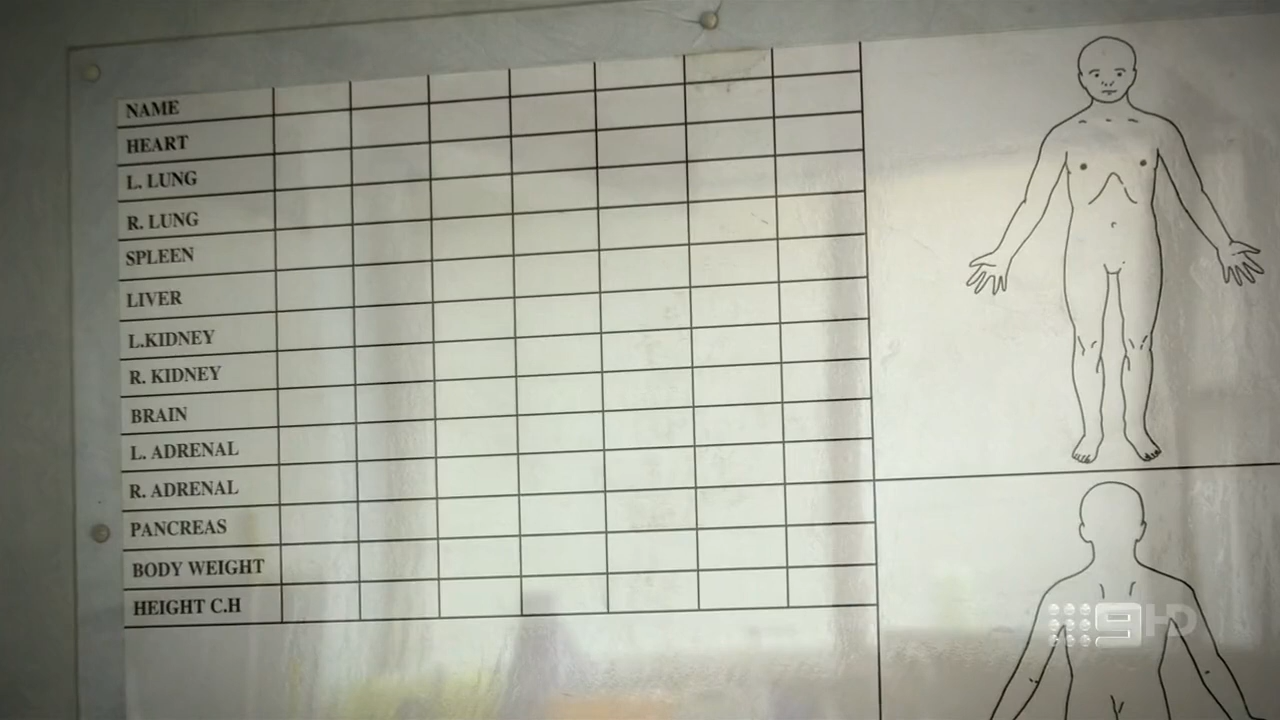 NAME
HEART
L. LUNG
R. LUNG
SPLEEN
LIVER
L.KIDNEY
R. KIDNEY
BRAIN
L. ADRENAL
R. ADRENAL
PANCREAS
BODY WEIGHT
HEIGHT C.H
9HD